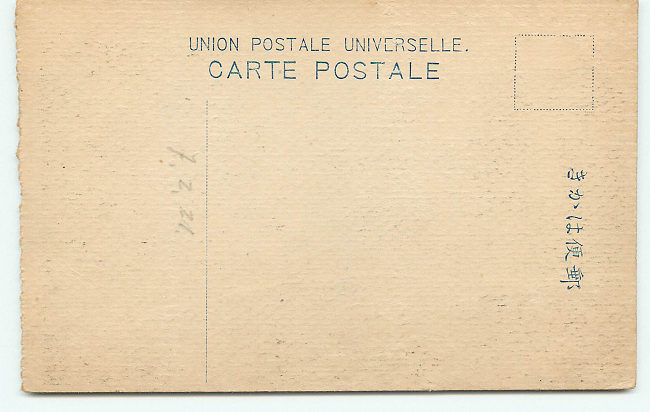 UNION POSTALE UNIVERSELLE.
CARTE POSTALE
きかは便郵